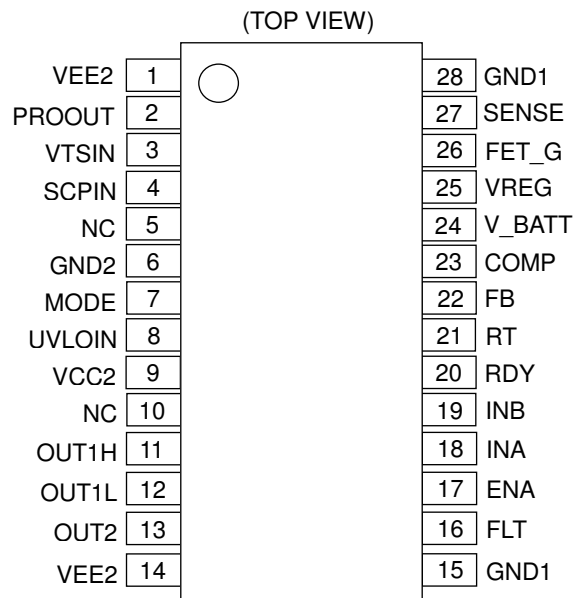 (TOP VIEW)
VEE2 1 28 GND1
PROOUT 2 27 SENSE
VTSIN 3 26 FET_G
SCPIN 4 25 VREG
NC 5 24 V_BATT
GND2 6 23 COMP
MODE 7 22 FB
UVLOIN 8 21 RT
VCC2 9 20 RDY
NC 10 19 INB
OUT1H 11 18 INA
OUT1L 12 17 ENA
OUT2 13 16 FLT
VEE2 14 15 GND1